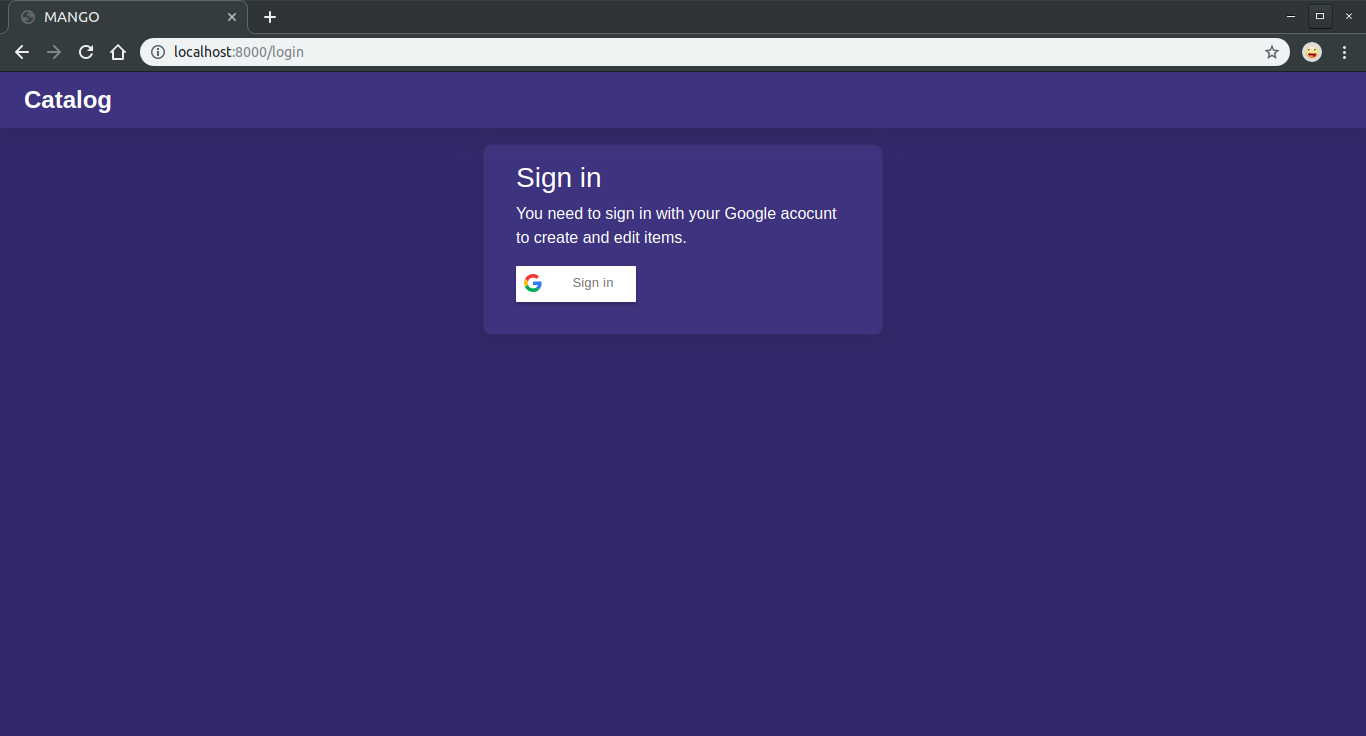 MANGO
localhost:8000/login
Catalog
Sign in
You need to sign in with your Google acocunt
to create and edit items.
Sign in